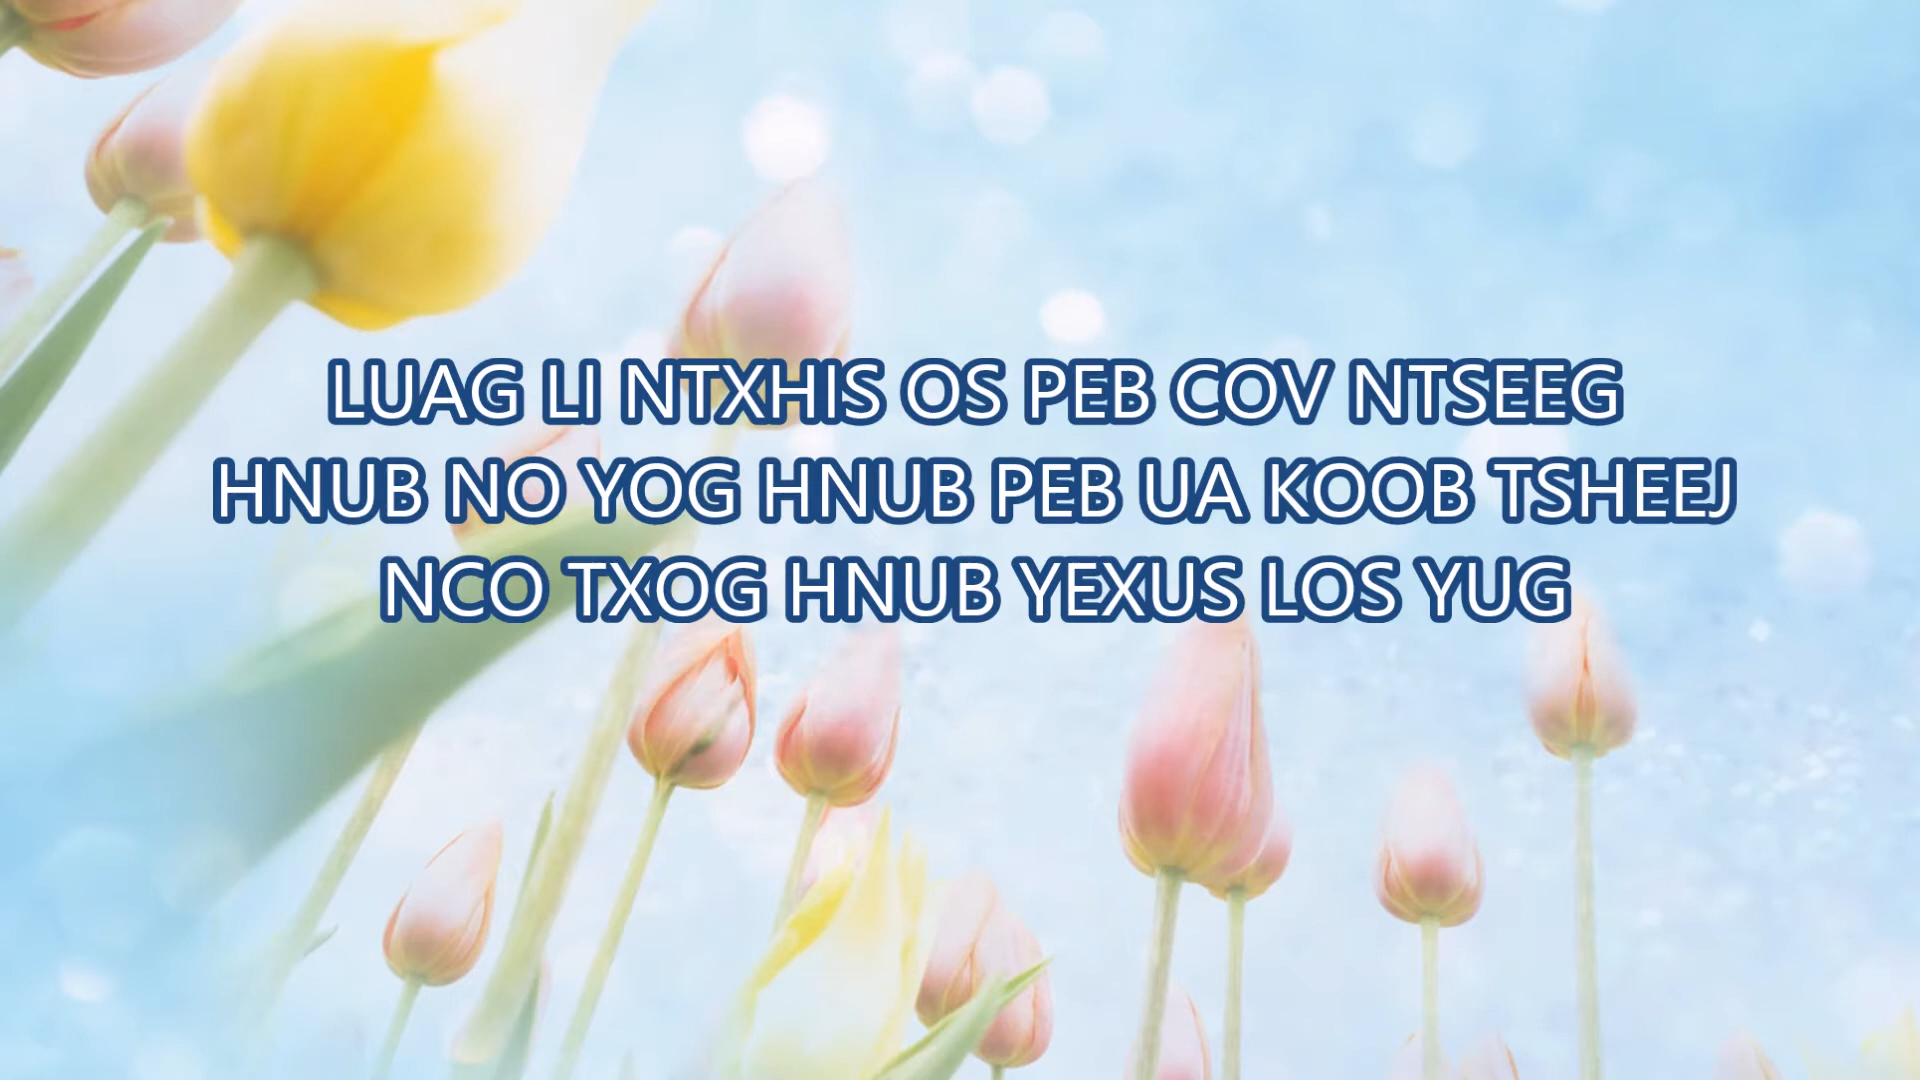 LUAG LI NTXHIS OS PEB COV NTSEEG
HNUB NO YOG HNUB PEB UA KOOB TSHEEJ
NCO TXOG HNUB YEXUS LOS YUG